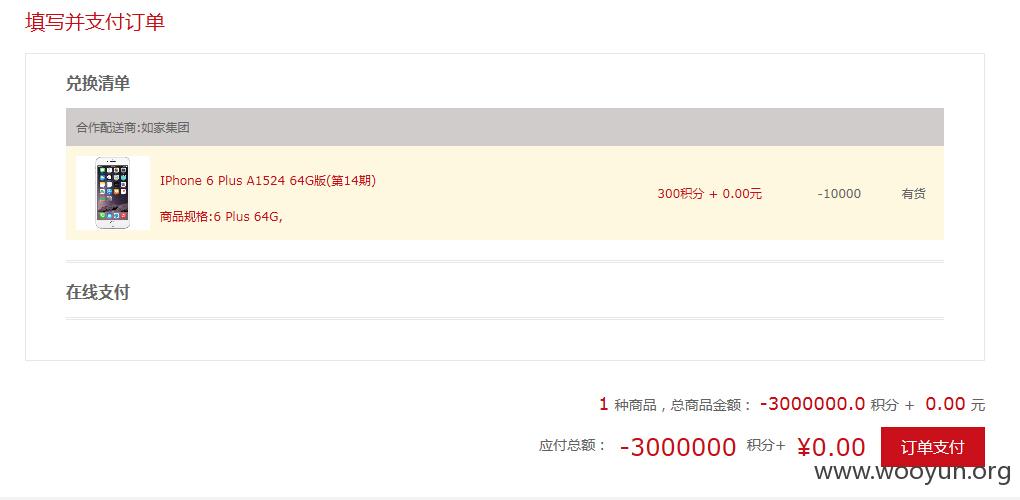 填写并支付订单
兑换清单
合作配送商:如家集团
IPhone 6 Plus A1524 64G版(第14期)
300积分 + 0.00元 -10000 有货
商品规格:6 Plus 64G,
在线支付
1 种商品，总商品金额： -3000000.0 积分 + 0.00 元
应付总额： -3000000 积分+ ¥0.00 订单支付
www.wooyun.org